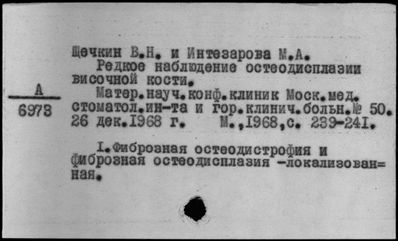 Щечкин В.Н. и Интезарова М.А.
Редкое наблюдение остеодисплазии
височной кости.
А
6973
Матер.науч.конф.клиник Моск.мед.
стоматол.ин-та и гор.клинич.больн.№ 50.
26 дек.1968 г. М.,1968,с. 239-241.
I.Фиброзная остеодистрофия и
фиброзная остеодисплазия -локализован=
ная.